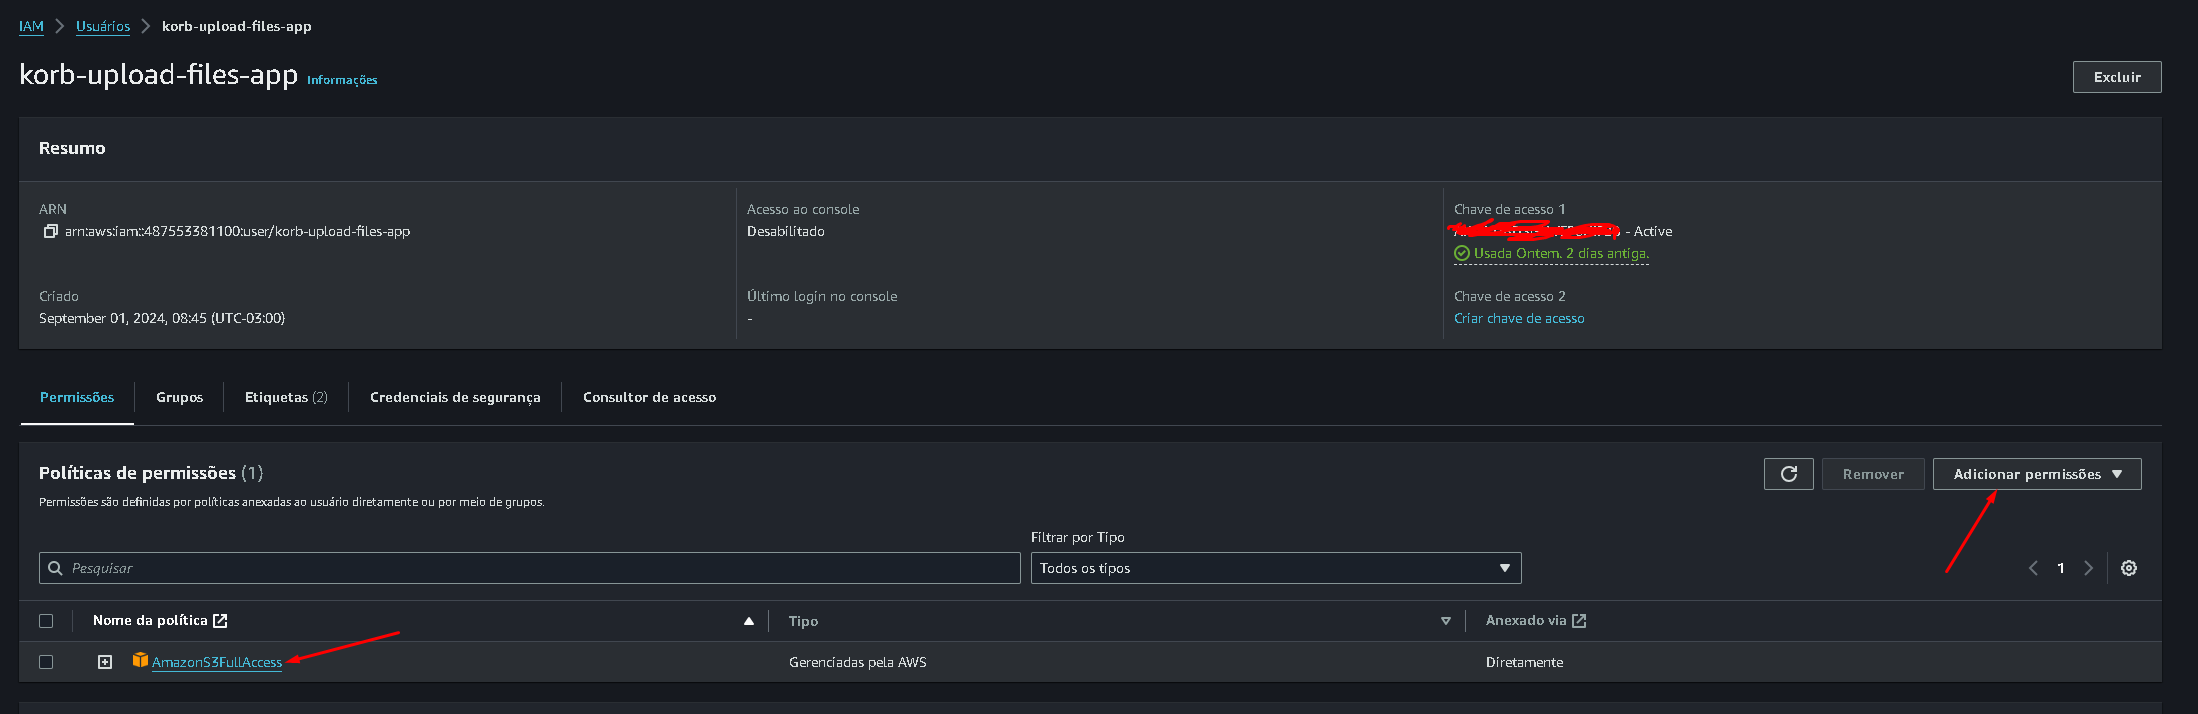 IAM > Usuários > korb-upload-files-app
korb-upload-files-app Informações
Excluir
Resumo
ARN
arn:aws:iam::487553381100:user/korb-upload-files-app
Criado
September 01, 2024, 08:45 (UTC-03:00)
Acesso ao console
Desabilitado
Último login no console
-
Chave de acesso 1
- Active
Usada Ontem. 2 dias antiga.
Chave de acesso 2
Criar chave de acesso
Permissões
Grupos
Etiquetas (2)
Credenciais de segurança
Consultor de acesso
Políticas de permissões (1)
Permissões são definidas por políticas anexadas ao usuário diretamente ou por meio de grupos.
Remover
Adicionar permissões
Filtrar por Tipo
Pesquisar
Todos os tipos
1
Nome da política
Tipo
Anexado via
AmazonS3FullAccess
Gerenciadas pela AWS
Diretamente